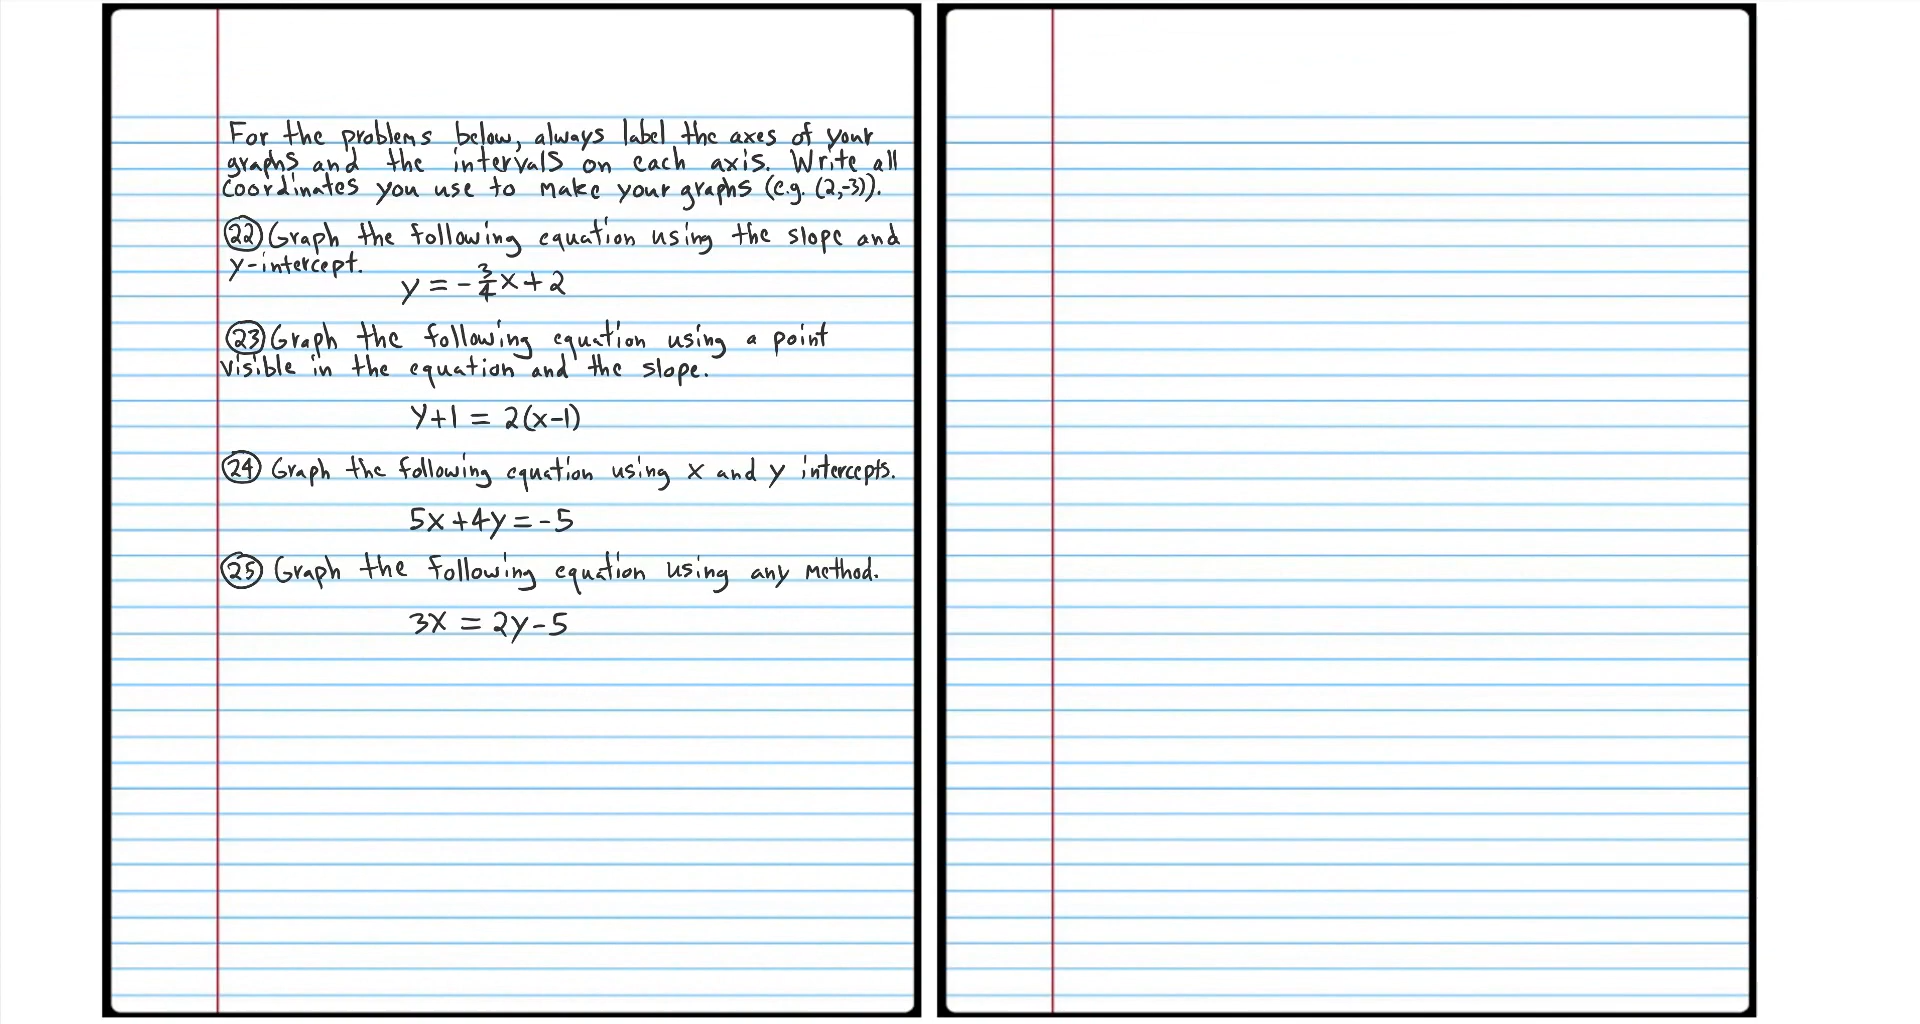 For the problems below, always label the axes of your
graphs and the intervals on each axis. Write all
coordinates you use to make your graphs (e.g. (2,-3)).
22 Graph the following equation using the slope and
y-intercept.
y = -3/4x+2
23 Graph the following equation using a point
visible in the equation and the slope.
y+1 = 2(x-1)
24 Graph the following equation using x and y intercepts.
5x+4y=-5
25 Graph the following equation using any method.
3x = 2y-5